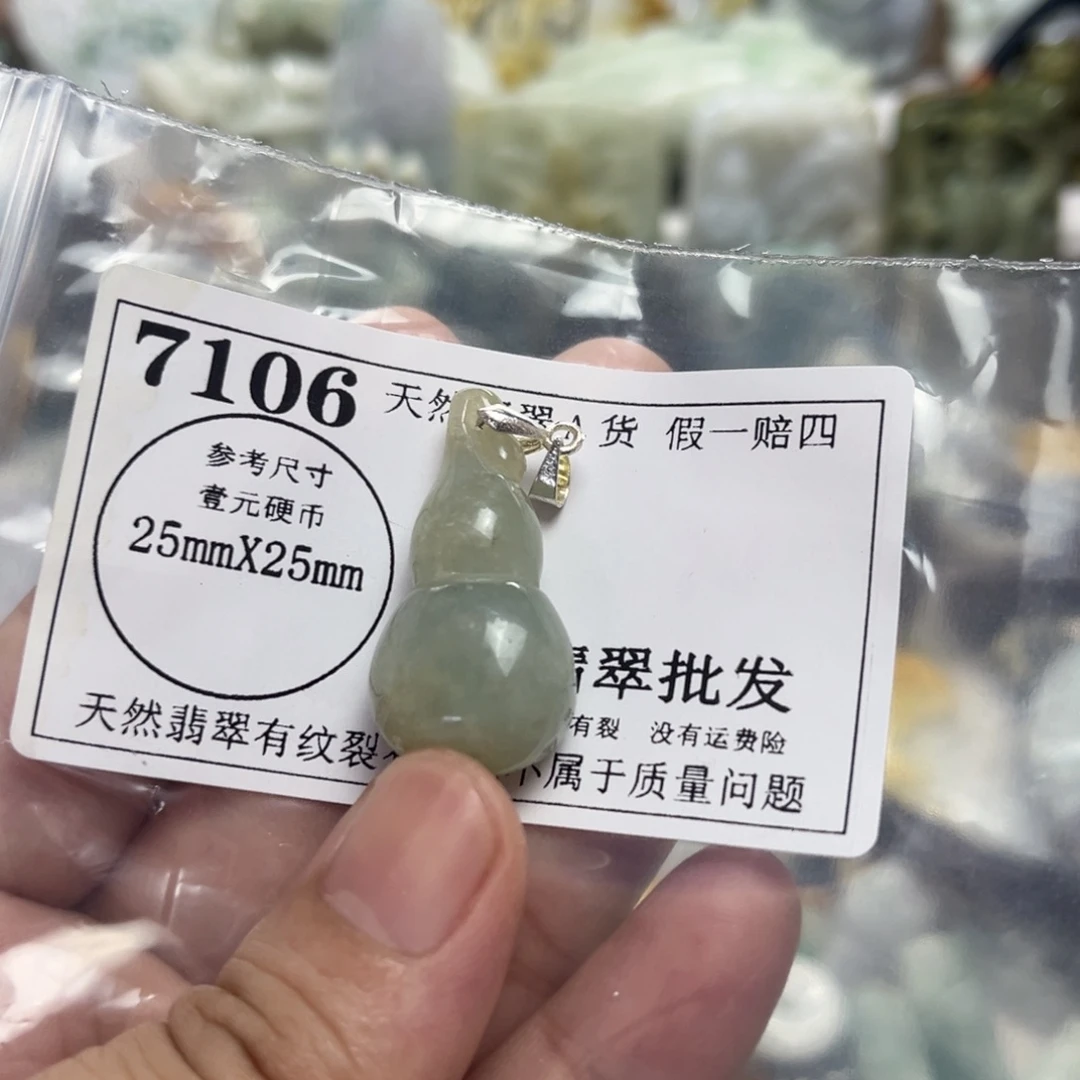 7106
天然翡翠A货 假一赔四
参考尺寸
壹元硬币
25mmX25mm
翡翠批发
有裂 没有运费险
天然翡翠有纹裂 不属于质量问题